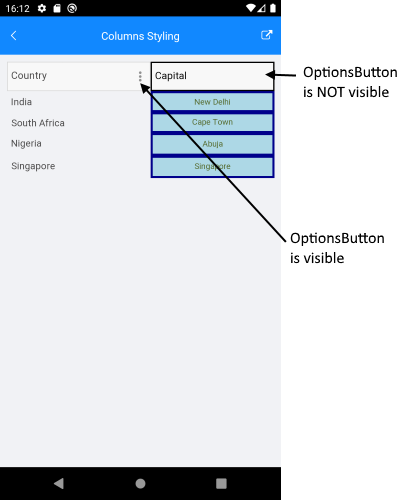 16:12
Columns Styling
Country
Capital
OptionsButton
is NOT visible
India
New Delhi
South Africa
Cape Town
Nigeria
Abuja
Singapore
Singapore
OptionsButton
is visible